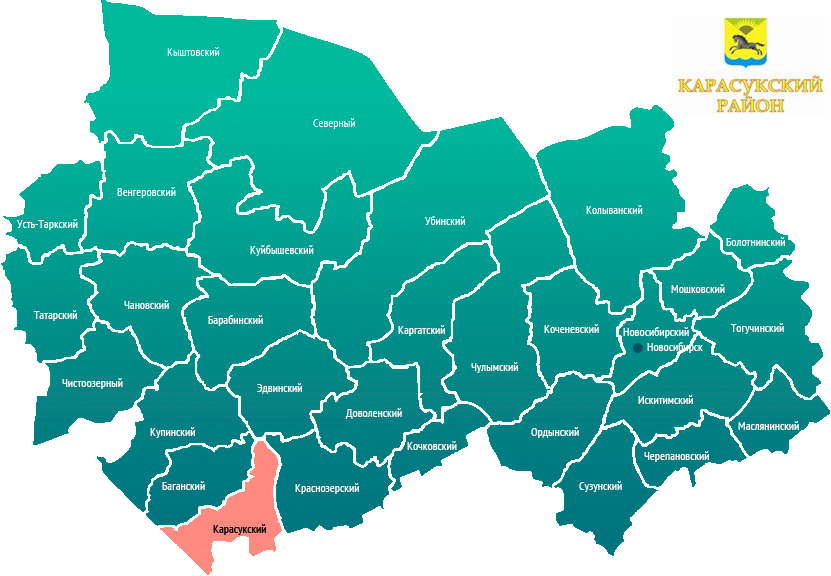 КАРАСУКСКИЙ
РАЙОН
Кыштовский
Северный
Венгеровский
Усть-Таркский
Убинский
Колыванский
Куйбышевский
Болотнинский
Мошковский
Татарский
Чановский
Барабинский
Каргатский
Коченевский
Новосибирский
Тогучинский
Новосибирск
Чулымский
Чистоозерный
Эдвинский
Искитимский
Доволенский
Купинский
Ордынский
Маслянинский
Кочковский
Черепановский
Баганский
Краснозерский
Сузунский
Карасукский